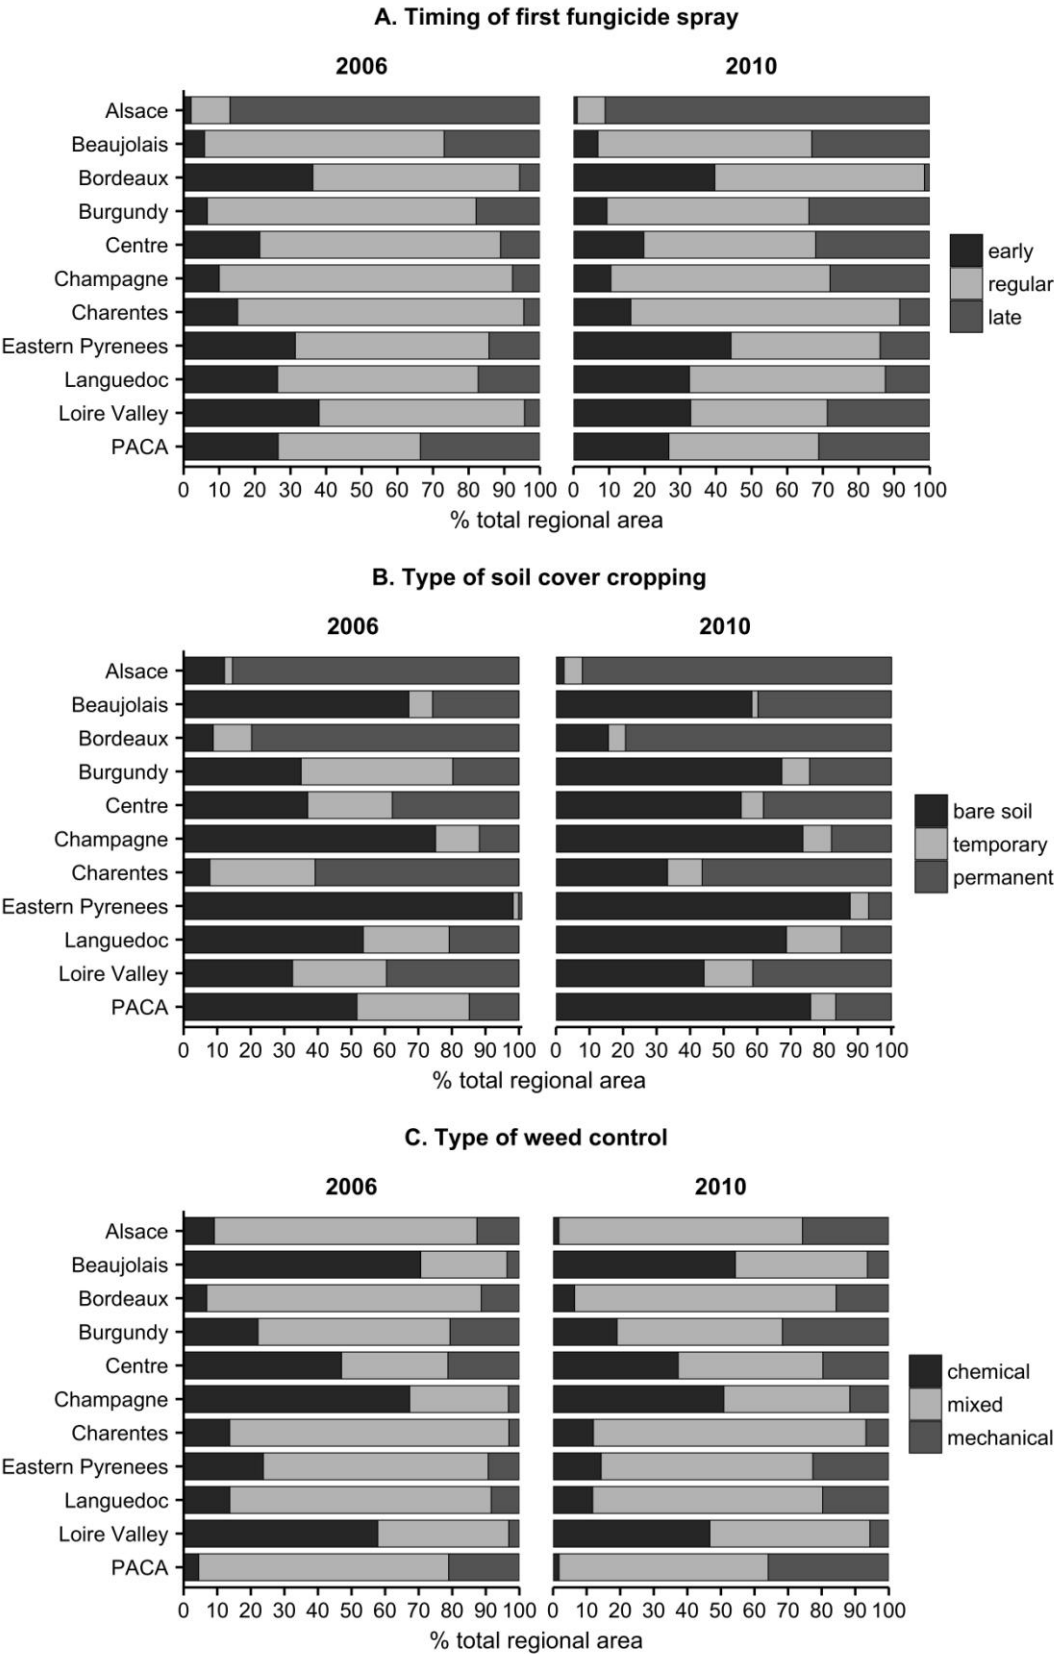 A. Timing of first fungicide spray
2006 2010
Alsace
Beaujolais
Bordeaux
Burgundy
Centre
Champagne
Charentes
Eastern Pyrenees
Languedoc
Loire Valley
PACA
early
regular
late
0 10 20 30 40 50 60 70 80 90 100 0 10 20 30 40 50 60 70 80 90 100
% total regional area
B. Type of soil cover cropping
2006 2010
Alsace
Beaujolais
Bordeaux
Burgundy
Centre
Champagne
Charentes
Eastern Pyrenees
Languedoc
Loire Valley
PACA
bare soil
temporary
permanent
0 10 20 30 40 50 60 70 80 90 100 0 10 20 30 40 50 60 70 80 90 100
% total regional area
C. Type of weed control
2006 2010
Alsace
Beaujolais
Bordeaux
Burgundy
Centre
Champagne
Charentes
Eastern Pyrenees
Languedoc
Loire Valley
PACA
chemical
mixed
mechanical
0 10 20 30 40 50 60 70 80 90 100 0 10 20 30 40 50 60 70 80 90 100
% total regional area